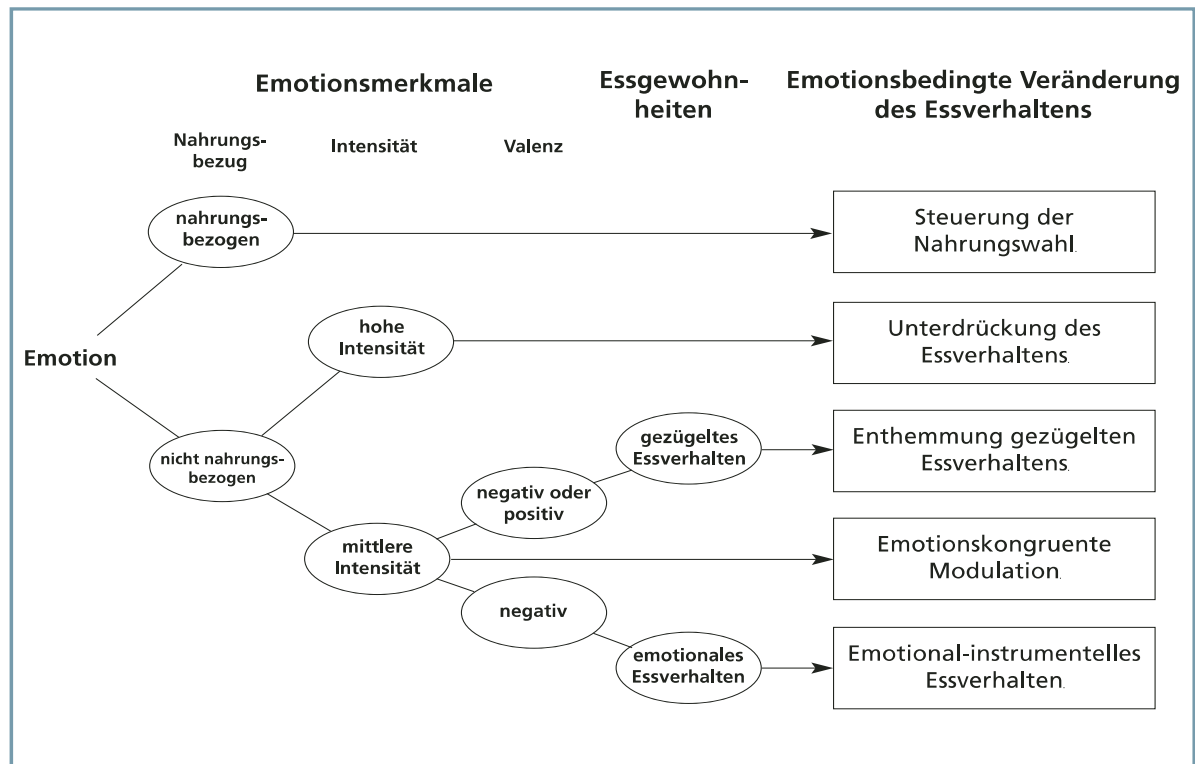 Emotionsmerkmale
Essgewohn-
heiten
Emotionsbedingte Veränderung
des Essverhaltens
Nahrungs-
bezug
Intensität
Valenz
nahrungs-
bezogen
Steuerung der
Nahrungswahl
Emotion
hohe
Intensität
Unterdrückung des
Essverhaltens
nicht nahrungs-
bezogen
gezügeltes
Essverhalten
Enthemmung gezügelten
Essverhaltens
negativ oder
positiv
mittlere
Intensität
Emotionskongruente
Modulation
negativ
emotionales
Essverhalten
Emotional-instrumentelles
Essverhalten